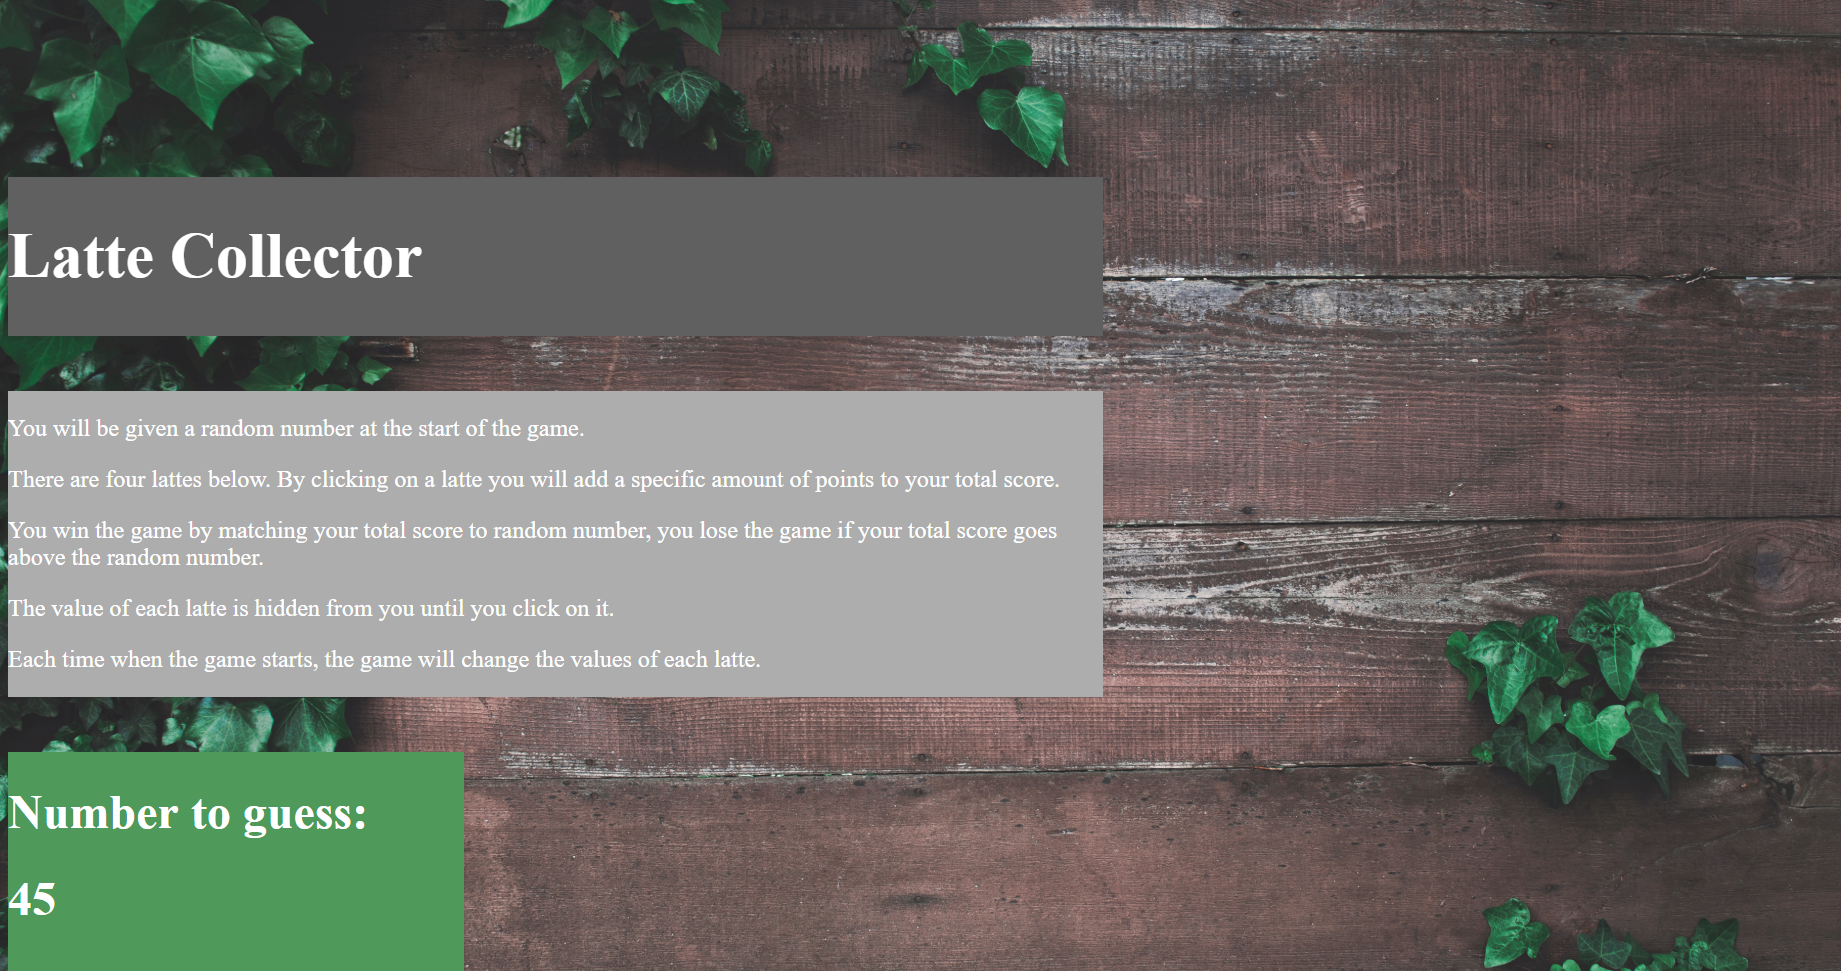 Latte Collector
You will be given a random number at the start of the game.
There are four lattes below. By clicking on a latte you will add a specific amount of points to your total score.
You win the game by matching your total score to random number, you lose the game if your total score goes
above the random number.
The value of each latte is hidden from you until you click on it.
Each time when the game starts, the game will change the values of each latte.
Number to guess:
45